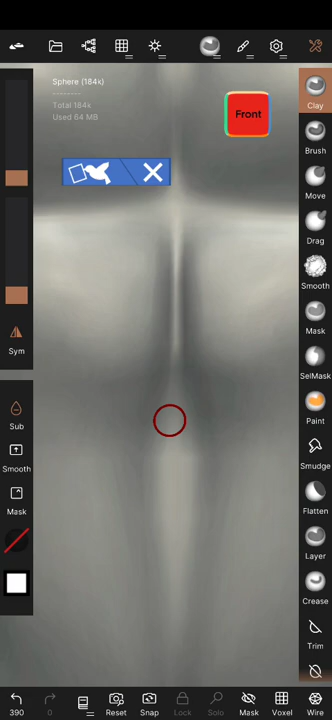 Sphere (184k)
--------
Total 184k
Used 64 MB
Front
Clay
Brush
Move
Drag
Smooth
Mask
SelMask
Paint
Smudge
Flatten
Layer
Crease
Trim
Sym
Sub
Smooth
Mask
390
0
Reset
Snap
Lock
Solo
Mask
Voxel
Wire